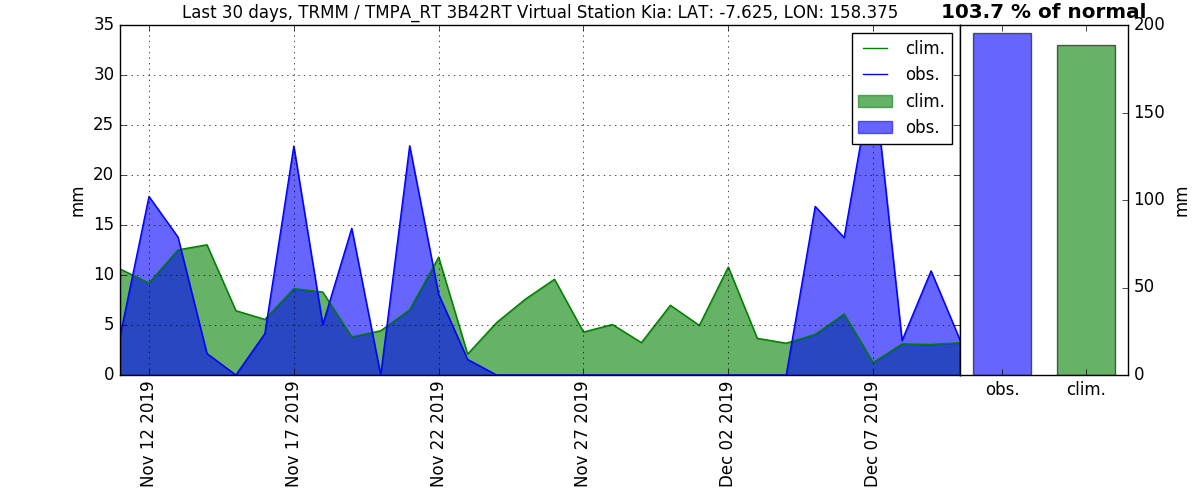 Last 30 days, TRMM / TMPA_RT 3B42RT Virtual Station Kia: LAT: -7.625, LON: 158.375
103.7 % of normal
35
30
25
20
15
10
5
0
mm
clim.
obs.
clim.
obs.
200
150
100
50
0
mm
obs.
clim.
Nov 12 2019
Nov 17 2019
Nov 22 2019
Nov 27 2019
Dec 02 2019
Dec 07 2019